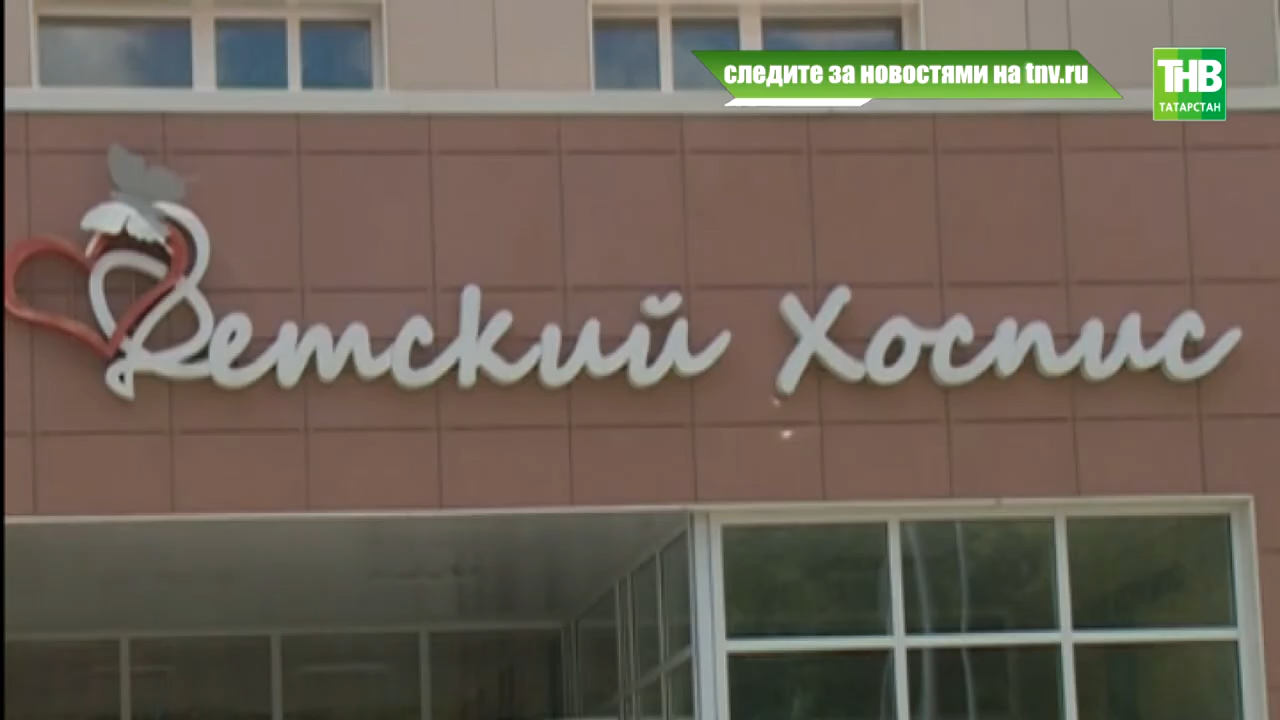 следите за новостями на tnv.ru
ТНВ
ТАТАРСТАН
Детский Хоспис